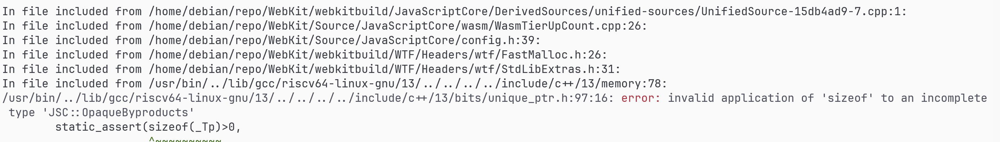 In file included from /home/debian/repo/WebKit/webkitbuild/JavaScriptCore/DerivedSources/unified-sources/UnifiedSource-15db4ad9-7.cpp:1:
In file included from /home/debian/repo/WebKit/Source/JavaScriptCore/wasm/WasmTierUpCount.cpp:26:
In file included from /home/debian/repo/WebKit/Source/JavaScriptCore/config.h:39:
In file included from /home/debian/repo/WebKit/webkitbuild/WTF/Headers/wtf/FastMalloc.h:26:
In file included from /home/debian/repo/WebKit/webkitbuild/WTF/Headers/wtf/StdLibExtras.h:31:
In file included from /usr/bin/../lib/gcc/riscv64-linux-gnu/13/../../../../include/c++/13/memory:78:
/usr/bin/../lib/gcc/riscv64-linux-gnu/13/../../../../include/c++/13/bits/unique_ptr.h:97:16: error: invalid application of 'sizeof' to an incomplete
 type 'JSC::OpaqueByproducts'
        static_assert(sizeof(_Tp)>0,
                      ^~~~~~~~~~~